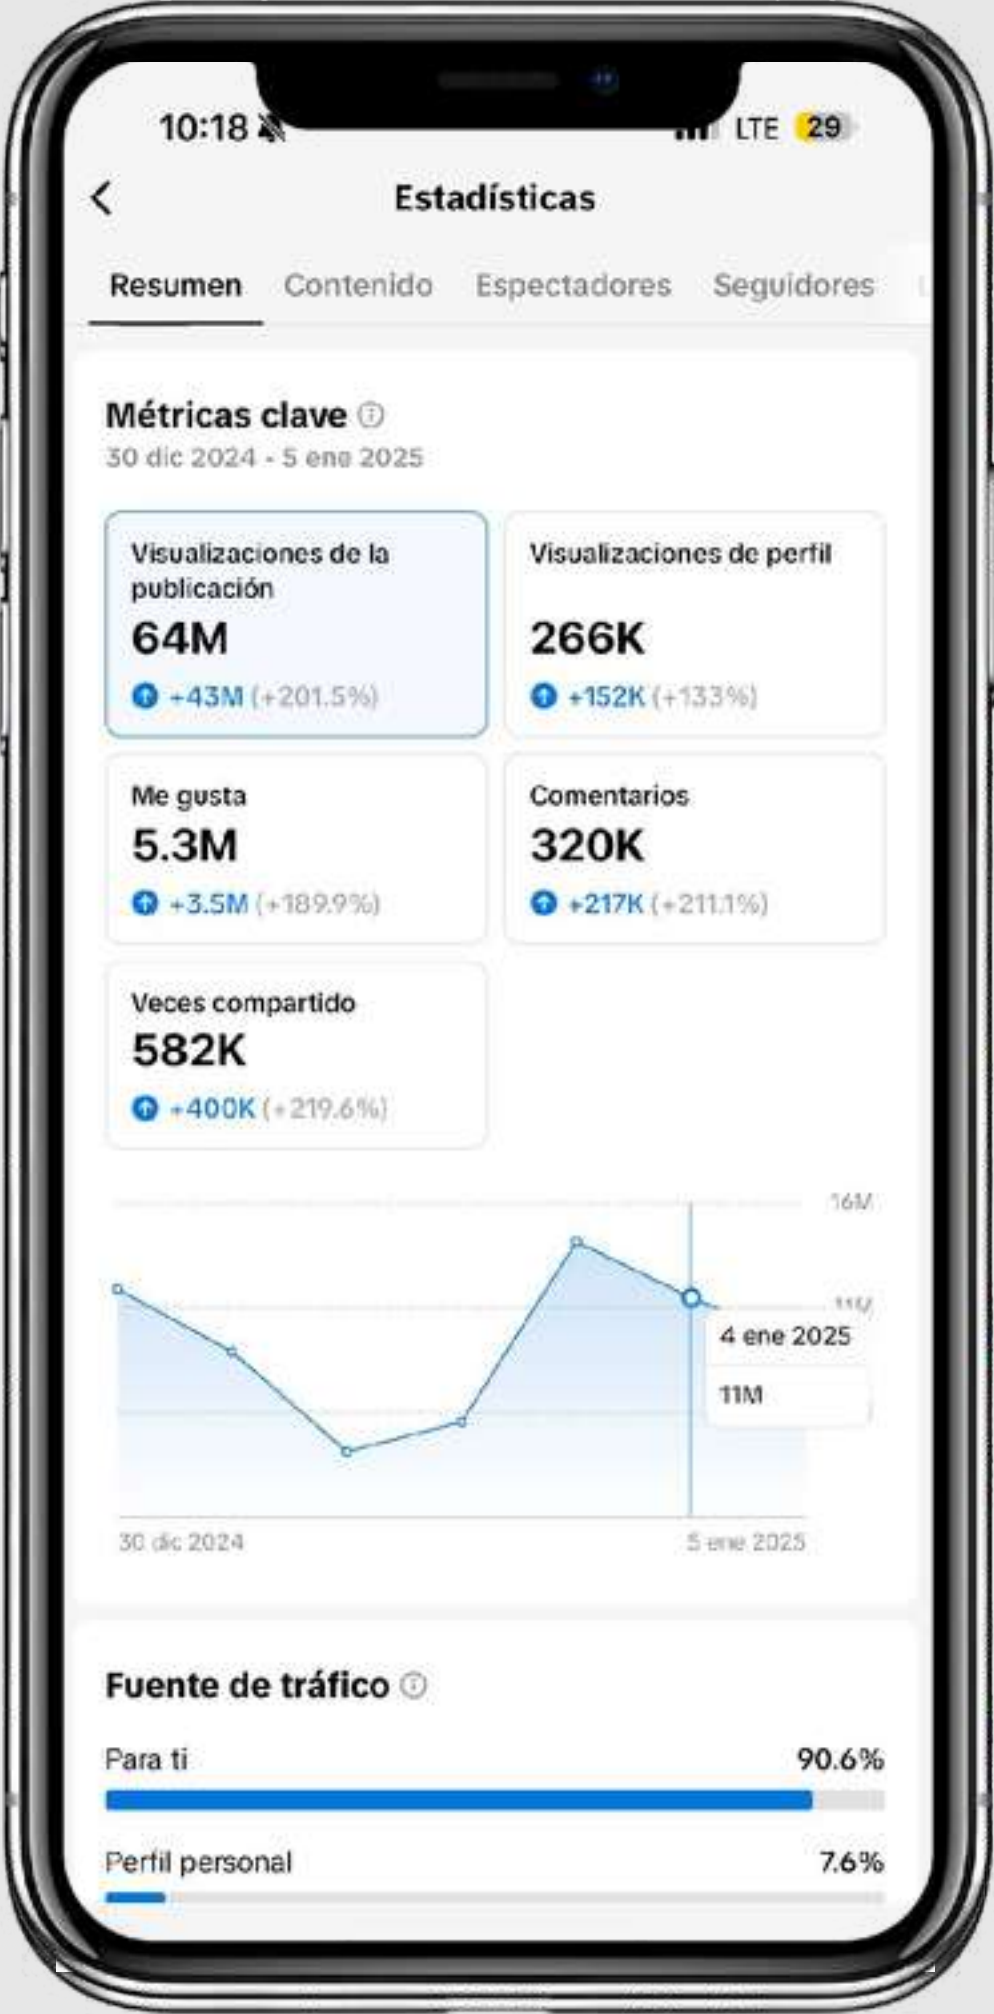 10:18
LTE 29
Estadísticas
Resumen Contenido Espectadores Seguidores
Métricas clave
30 dic 2024 - 5 ene 2025
Visualizaciones de la
publicación
64M
+43M (+201.5%)
Visualizaciones de perfil
266K
+152K (+133%)
Me gusta
5.3M
+3.5M (+189.9%)
Comentarios
320K
+217K (+211.1%)
Veces compartido
582K
+400K (+219.6%)
16M
11M
4 ene 2025
11M
30 dic 2024
5 ene 2025
Fuente de tráfico
Para ti 90.6%
Perfil personal 7.6%